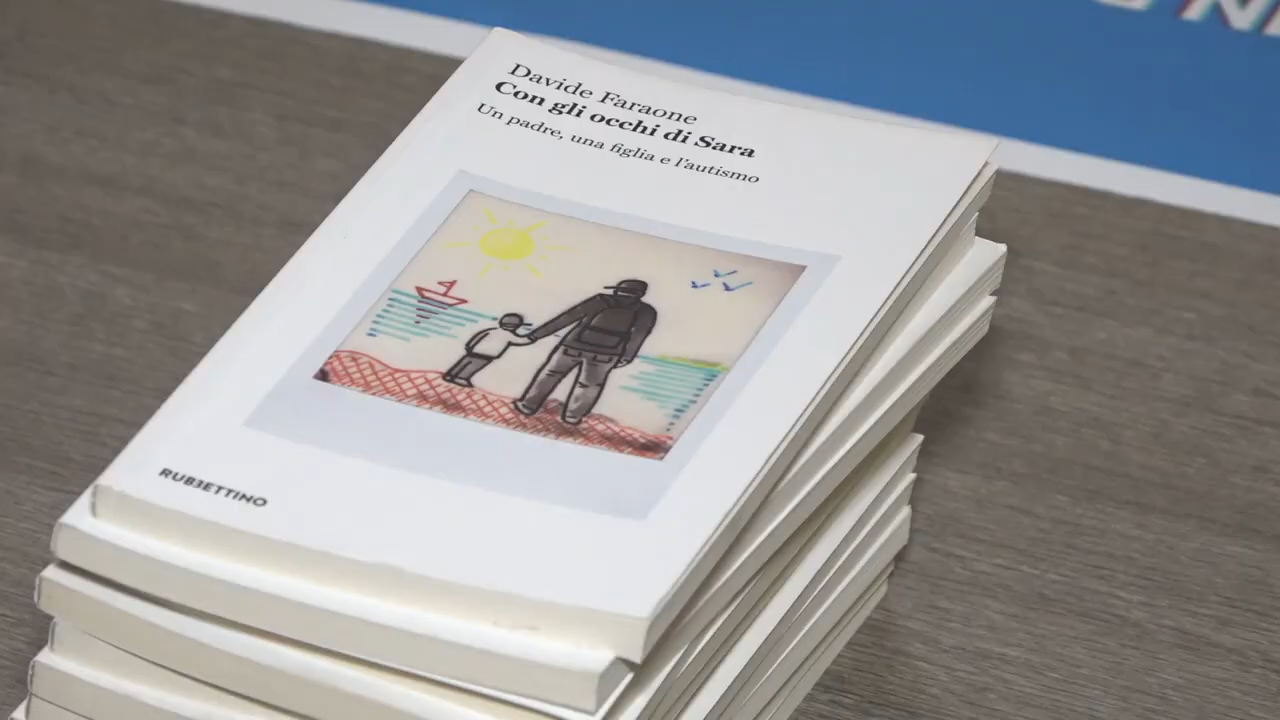 Davide Faraone
Con gli occhi di Sara
Un padre, una figlia e l'autismo
RUBBETTINO